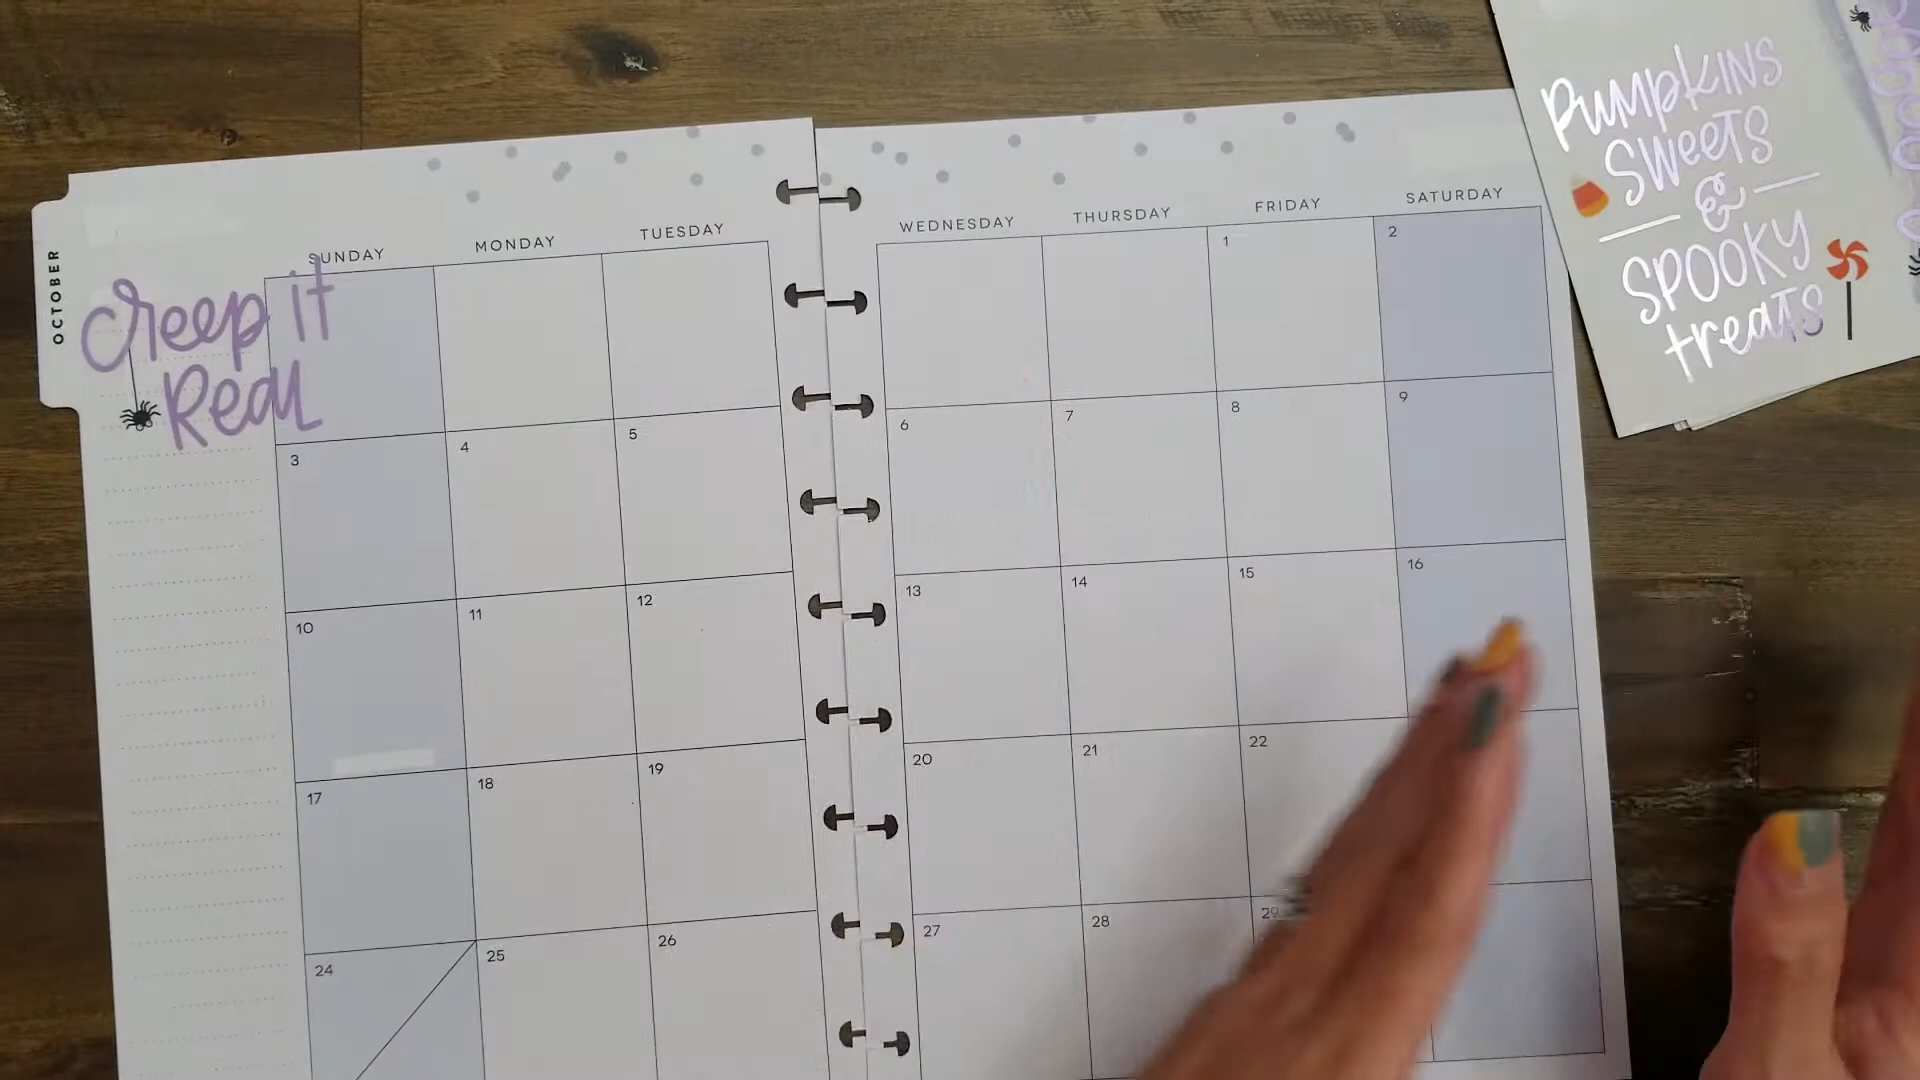 OCTOBER
creep it
Real
SUNDAY MONDAY TUESDAY WEDNESDAY THURSDAY FRIDAY SATURDAY
1 2
3 4 5 6 7 8 9
10 11 12 13 14 15 16
17 18 19 20 21 22
24 25 26 27 28 29
PUMPKINS
SWeeTS
&
SPOOKY
treaTS